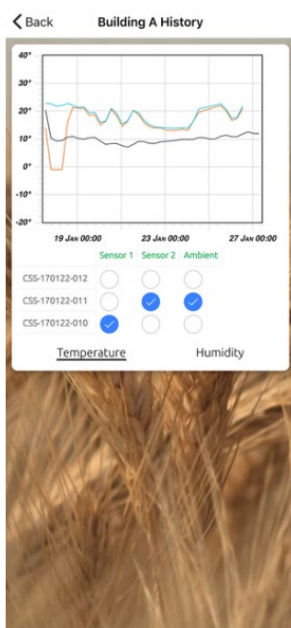 Back Building A History
40°
30°
20°
10°
0°
-10°
-20°
19 Jan 00:00 23 Jan 00:00 27 Jan 00:00
Sensor 1 Sensor 2 Ambient
CSS-170122-012
CSS-170122-011
CSS-170122-010
Temperature Humidity